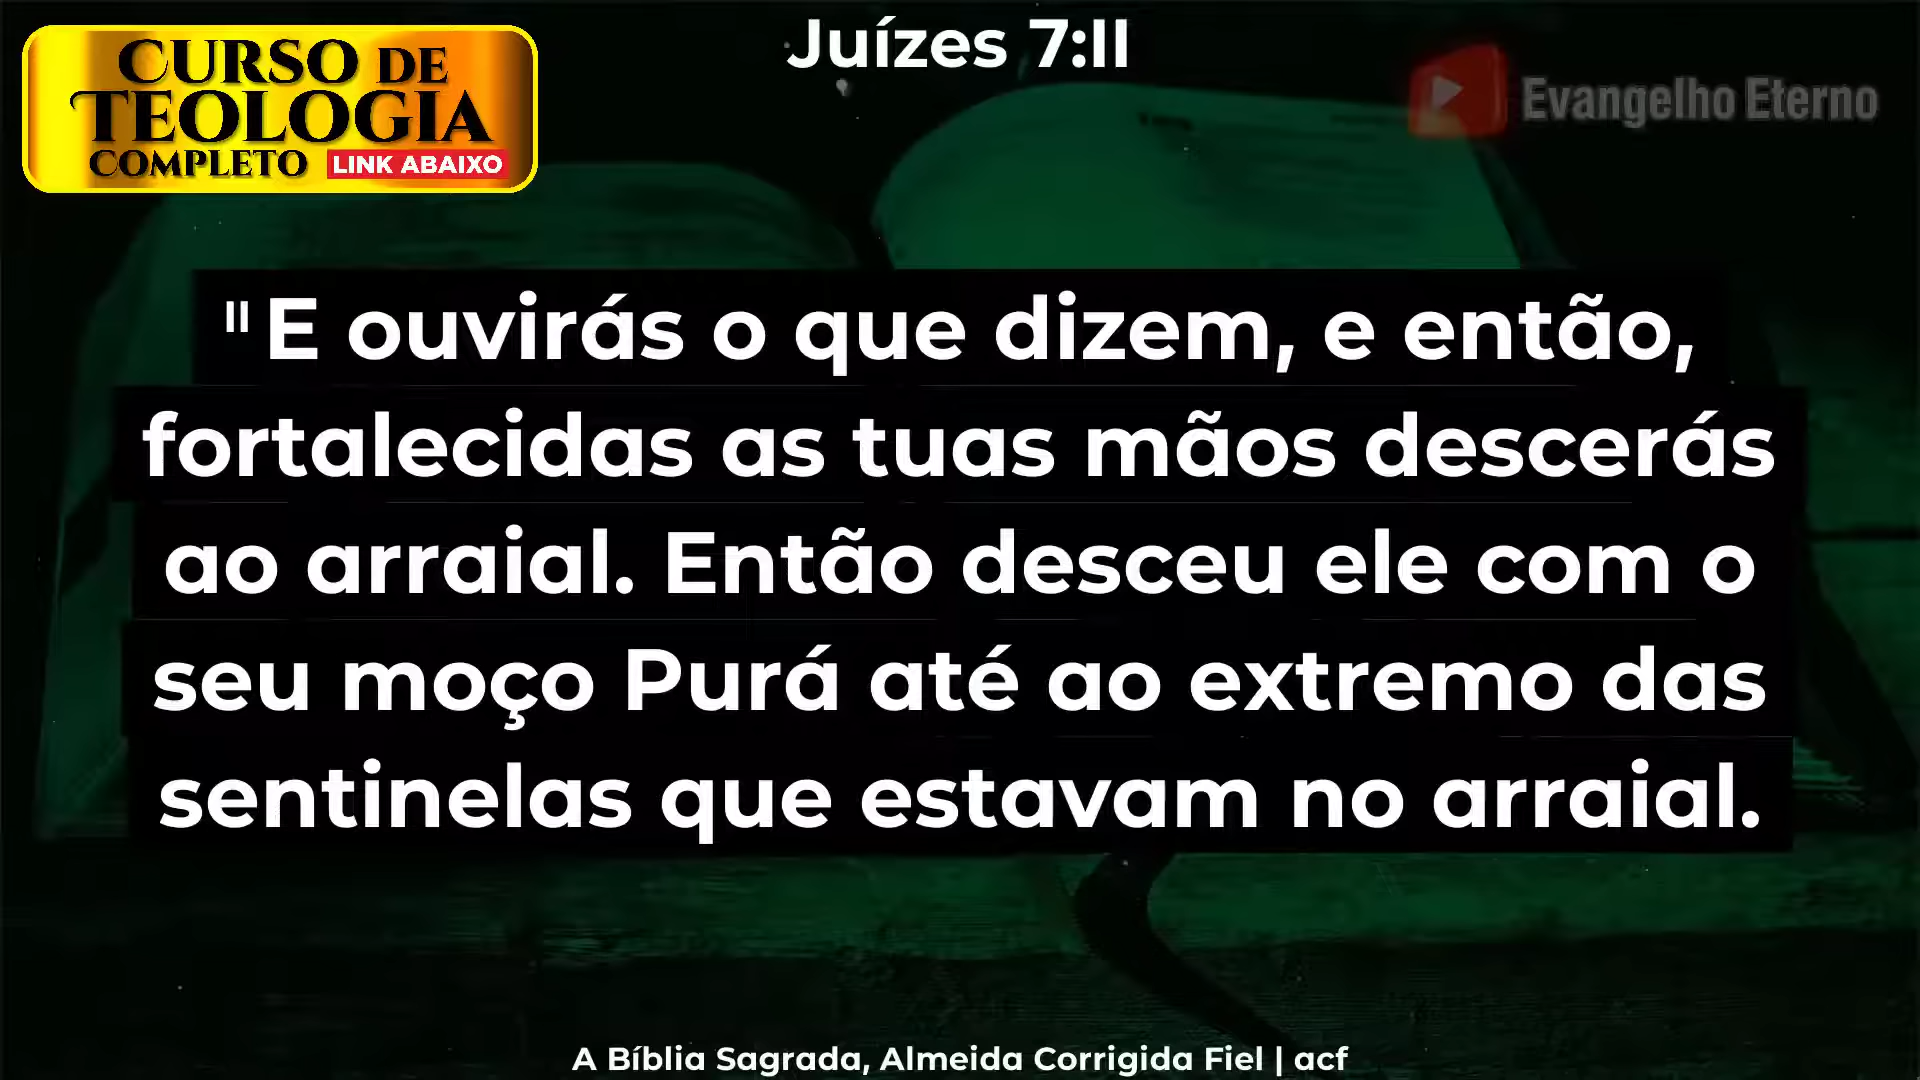 Juízes 7:11
CURSO DE
TEOLOGIA
COMPLETO LINK ABAIXO
Evangelho Eterno
11 E ouvirás o que dizem, e então,
fortalecidas as tuas mãos descerás
ao arraial. Então desceu ele com o
seu moço Purá até ao extremo das
sentinelas que estavam no arraial.
A Bíblia Sagrada, Almeida Corrigida Fiel | acf